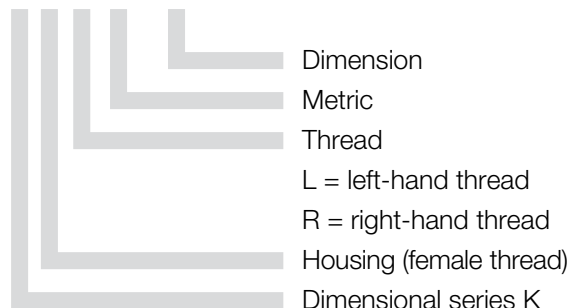 Dimension
Metric
Thread
L = left-hand thread
R = right-hand thread
Housing (female thread)
Dimensional series K